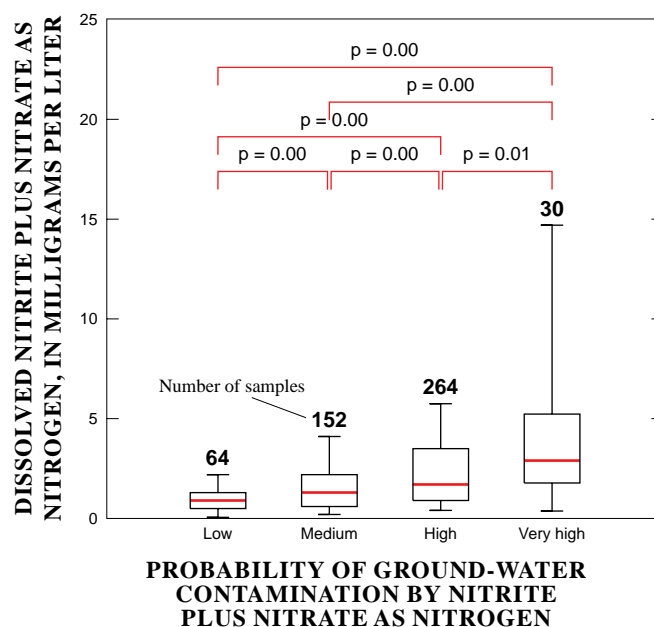 DISSOLVED NITRITE PLUS NITRATE AS
NITROGEN, IN MILLIGRAMS PER LITER
25
20
15
10
5
0
p = 0.00
p = 0.00
p = 0.00
p = 0.00
p = 0.00
p = 0.01
30
Number of samples
264
152
64
Low
Medium
High
Very high
PROBABILITY OF GROUND-WATER
CONTAMINATION BY NITRITE
PLUS NITRATE AS NITROGEN